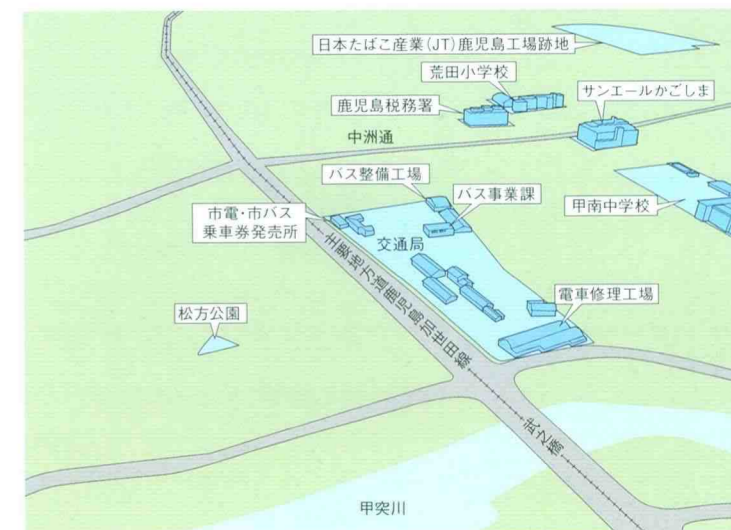 日本たばこ産業(JT)鹿児島工場跡地
荒田小学校
鹿児島税務署
サンエールかごしま
中洲通
バス整備工場
バス事業課
甲南中学校
市電・市バス
乗車券発売所
交通局
主要地方道鹿児島加世田線
電車修理工場
松方公園
武之橋
甲突川